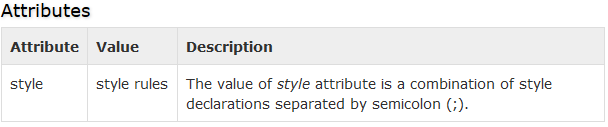 Attributes
Attribute Value Description
style style rules The value of style attribute is a combination of style
declarations separated by semicolon (;).